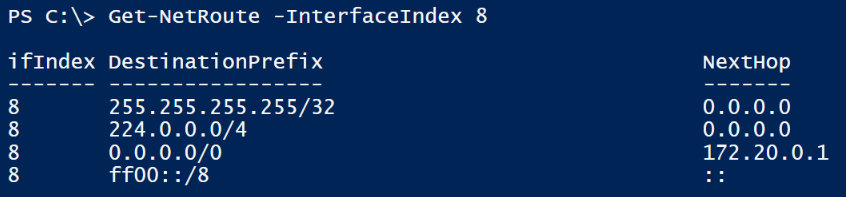 PS C:\> Get-NetRoute -InterfaceIndex 8
ifIndex DestinationPrefix NextHop
------- ----------------- -------
8 255.255.255.255/32 0.0.0.0
8 224.0.0.0/4 0.0.0.0
8 0.0.0.0/0 172.20.0.1
8 ff00::/8 ::